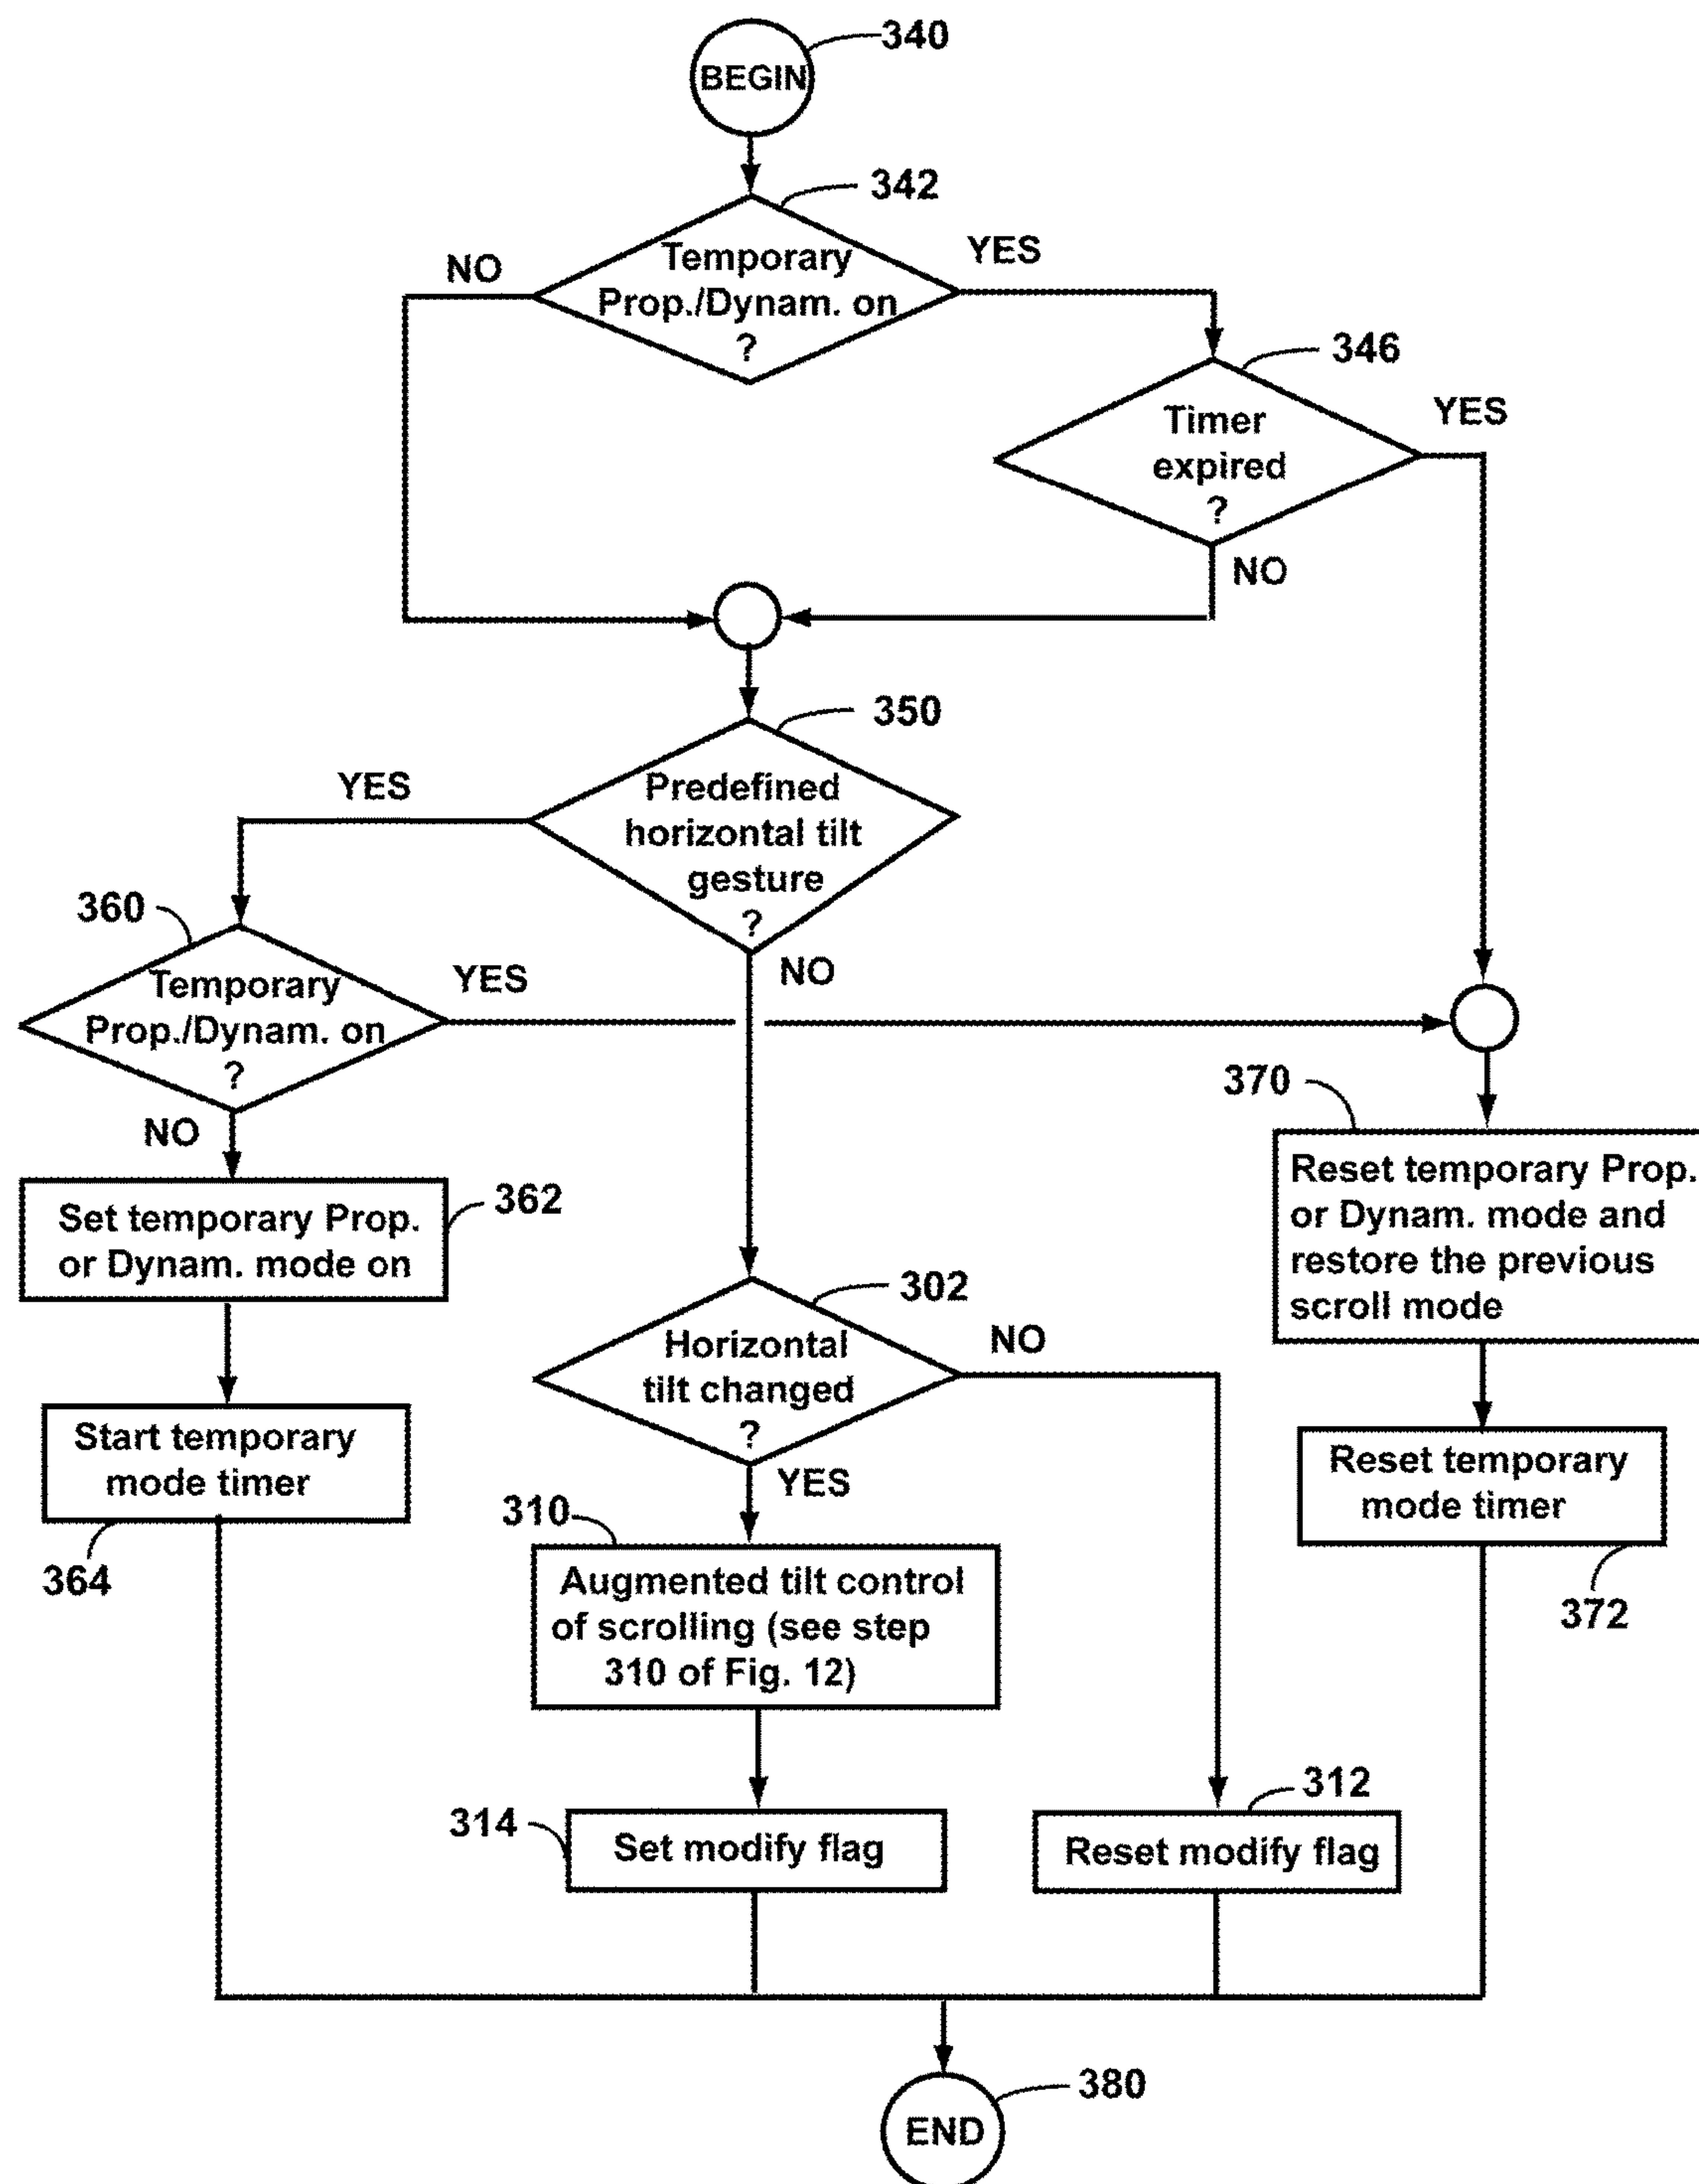 340
BEGIN
342
Temporary
Prop./Dynam. on
?
NO
YES
346
Timer
expired
?
YES
NO
350
Predefined
horizontal tilt
gesture
?
YES
NO
360
Temporary
Prop./Dynam. on
?
YES
NO
370
Reset temporary Prop.
or Dynam. mode and
restore the previous
scroll mode
362
Set temporary Prop.
or Dynam. mode on
302
Horizontal
tilt changed
?
NO
YES
Start temporary
mode timer
364
Reset temporary
mode timer
372
310
Augmented tilt control
of scrolling (see step
310 of Fig. 12)
314
Set modify flag
312
Reset modify flag
380
END